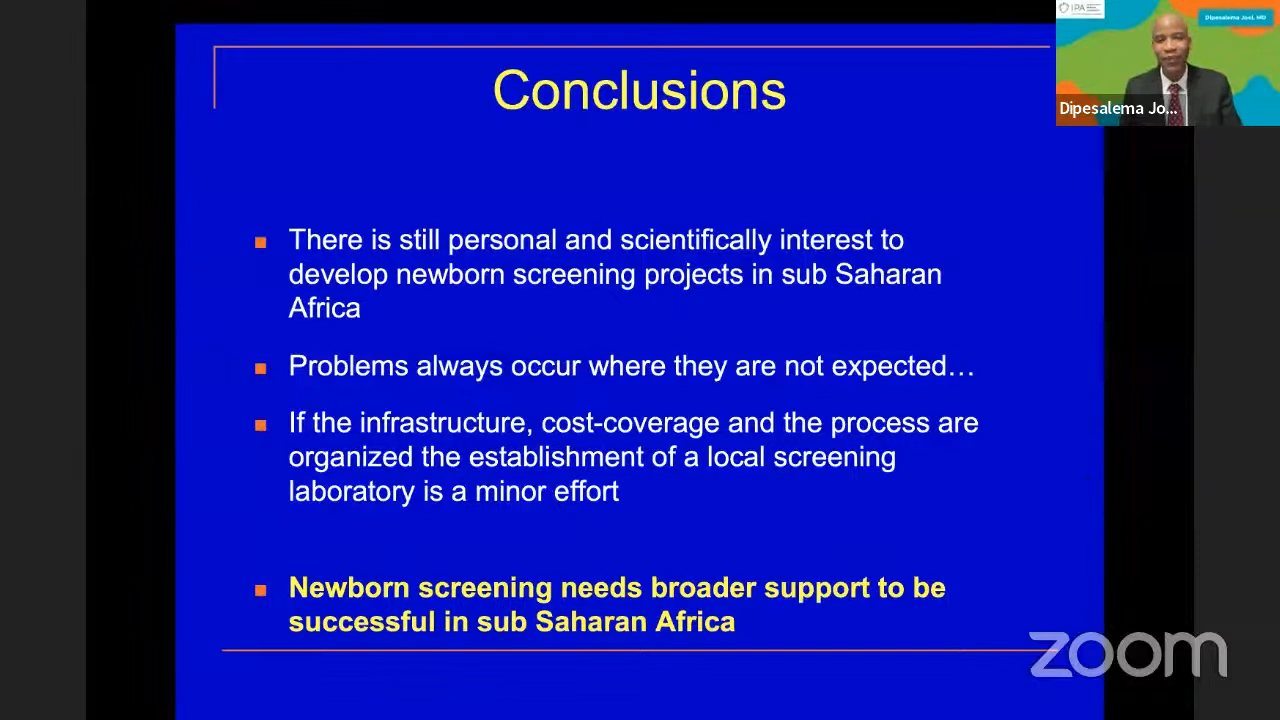 Conclusions
There is still personal and scientifically interest to
develop newborn screening projects in sub Saharan
Africa
Problems always occur where they are not expected…
If the infrastructure, cost-coverage and the process are
organized the establishment of a local screening
laboratory is a minor effort
Newborn screening needs broader support to be
successful in sub Saharan Africa
IPA
Dipesalema Joel, MD
Dipesalema Jo...
zoom